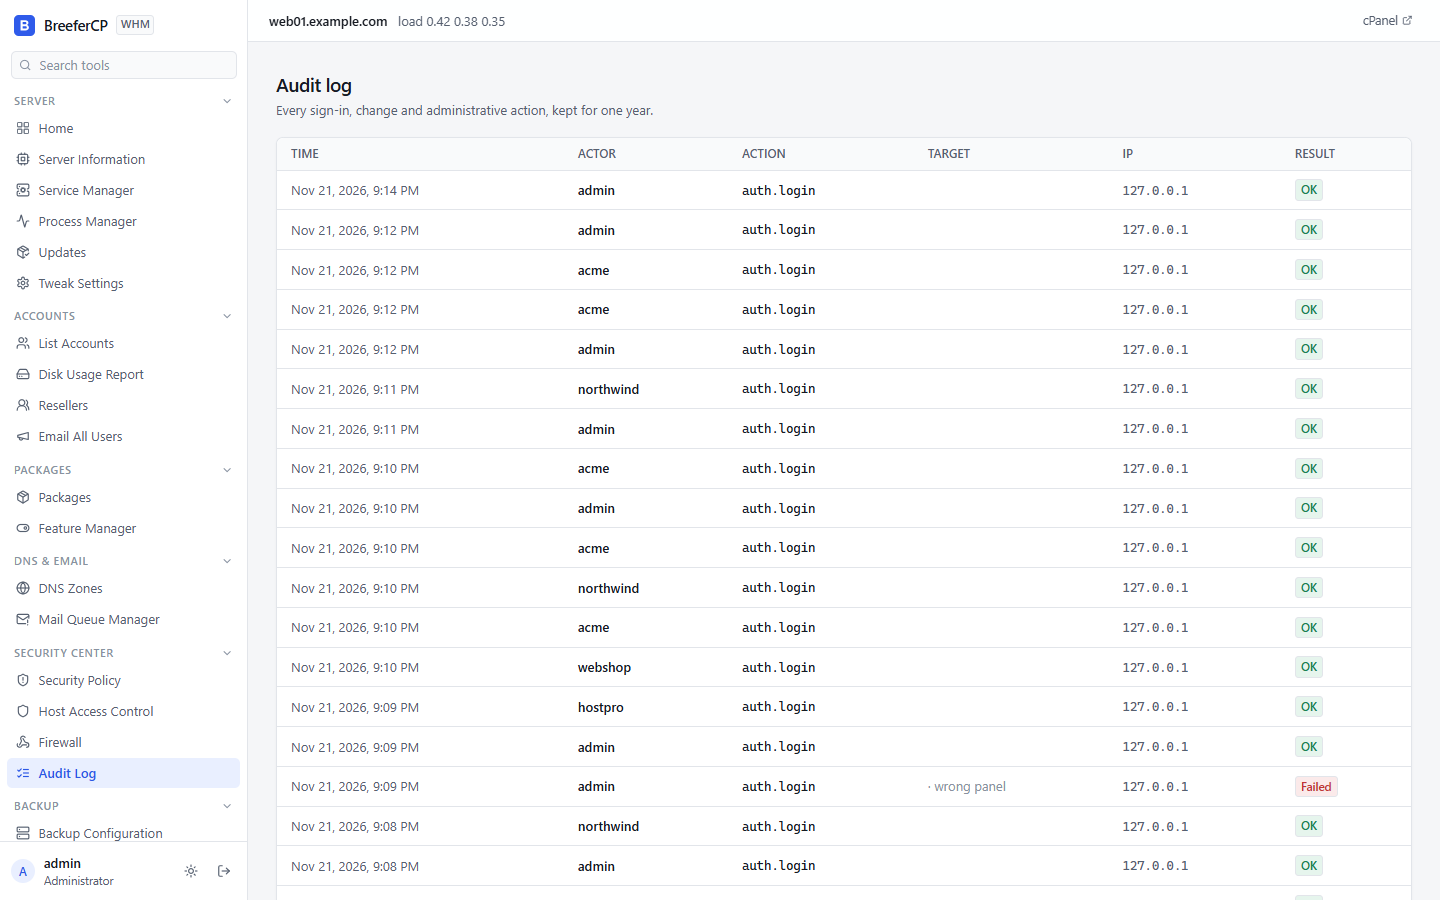 B BreeferCP WHM
Search tools
SERVER
Home
Server Information
Service Manager
Process Manager
Updates
Tweak Settings
ACCOUNTS
List Accounts
Disk Usage Report
Resellers
Email All Users
PACKAGES
Packages
Feature Manager
DNS & EMAIL
DNS Zones
Mail Queue Manager
SECURITY CENTER
Security Policy
Host Access Control
Firewall
Audit Log
BACKUP
Backup Configuration
A admin
Administrator
web01.example.com load 0.42 0.38 0.35 cPanel
Audit log
Every sign-in, change and administrative action, kept for one year.
TIME ACTOR ACTION TARGET IP RESULT
Nov 21, 2026, 9:14 PM admin auth.login 127.0.0.1 OK
Nov 21, 2026, 9:12 PM admin auth.login 127.0.0.1 OK
Nov 21, 2026, 9:12 PM acme auth.login 127.0.0.1 OK
Nov 21, 2026, 9:12 PM acme auth.login 127.0.0.1 OK
Nov 21, 2026, 9:12 PM admin auth.login 127.0.0.1 OK
Nov 21, 2026, 9:11 PM northwind auth.login 127.0.0.1 OK
Nov 21, 2026, 9:11 PM admin auth.login 127.0.0.1 OK
Nov 21, 2026, 9:10 PM acme auth.login 127.0.0.1 OK
Nov 21, 2026, 9:10 PM admin auth.login 127.0.0.1 OK
Nov 21, 2026, 9:10 PM acme auth.login 127.0.0.1 OK
Nov 21, 2026, 9:10 PM northwind auth.login 127.0.0.1 OK
Nov 21, 2026, 9:10 PM acme auth.login 127.0.0.1 OK
Nov 21, 2026, 9:10 PM webshop auth.login 127.0.0.1 OK
Nov 21, 2026, 9:09 PM hostpro auth.login 127.0.0.1 OK
Nov 21, 2026, 9:09 PM admin auth.login 127.0.0.1 OK
Nov 21, 2026, 9:09 PM admin auth.login · wrong panel 127.0.0.1 Failed
Nov 21, 2026, 9:08 PM northwind auth.login 127.0.0.1 OK
Nov 21, 2026, 9:08 PM admin auth.login 127.0.0.1 OK